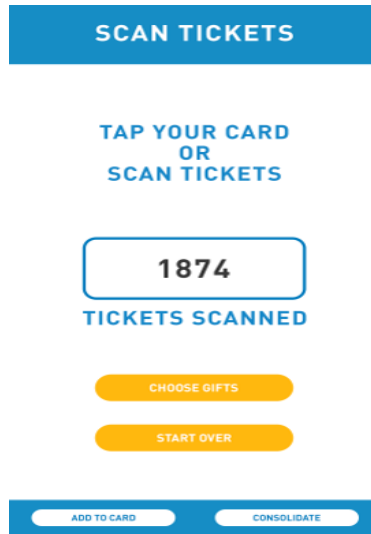 SCAN TICKETS
TAP YOUR CARD
OR
SCAN TICKETS
1874
TICKETS SCANNED
CHOOSE GIFTS
START OVER
ADD TO CARD
CONSOLIDATE